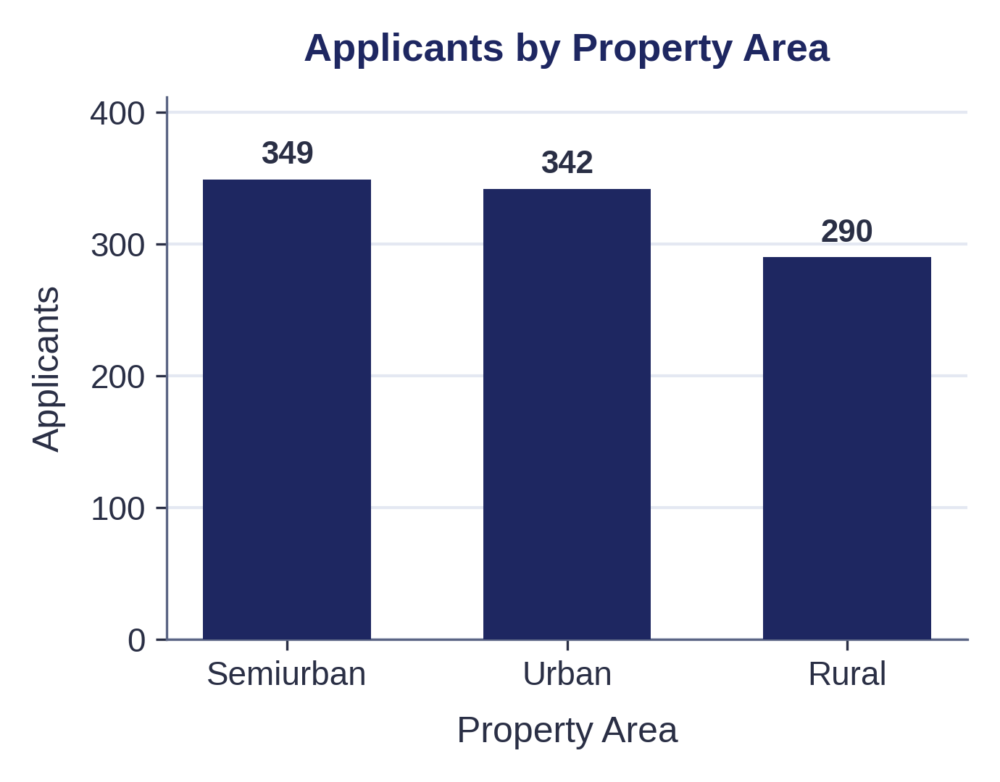 Applicants by Property Area
400
300
200
100
0
Applicants
349
342
290
Semiurban
Urban
Rural
Property Area